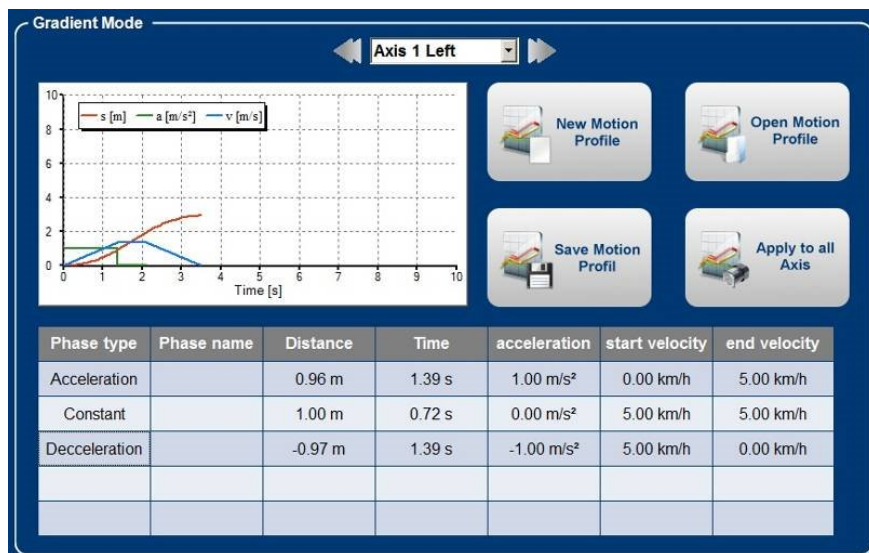 Gradient Mode
Axis 1 Left
s [m] a [m/s²] v [m/s]
10
8
6
4
2
0
0 1 2 3 4 5 6 7 8 9 10
Time [s]
New Motion
Profile
Open Motion
Profile
Save Motion
Profil
Apply to all
Axis
Phase type Phase name Distance Time acceleration start velocity end velocity
Acceleration 0.96 m 1.39 s 1.00 m/s² 0.00 km/h 5.00 km/h
Constant 1.00 m 0.72 s 0.00 m/s² 5.00 km/h 5.00 km/h
Decceleration -0.97 m 1.39 s -1.00 m/s² 5.00 km/h 0.00 km/h